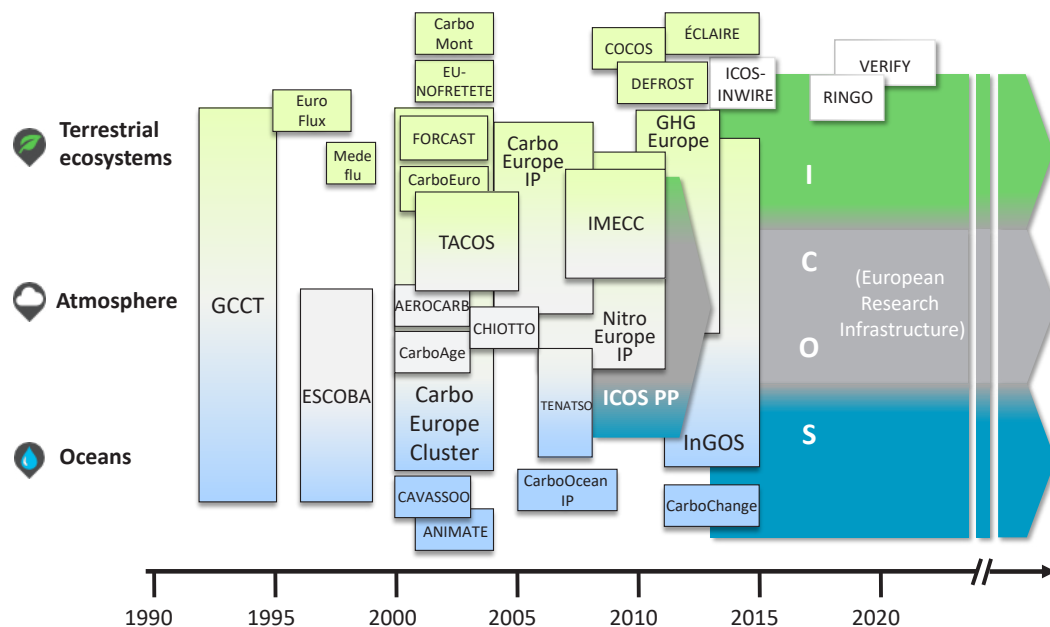 Carbo
Mont
EU-
NOFRETETE
COCOS
ÉCLAIRE
DEFROST
ICOS-
INWIRE
VERIFY
RINGO
Euro
Flux
Mede
flu
Terrestrial
ecosystems
FORCAST
CarboEuro
Carbo
Europe
IP
GHG
Europe
TACOS
IMECC
I
C
O
S
(European
Research
Infrastructure)
Atmosphere
GCCT
ESCOBA
AEROCARB
CHIOTTO
CarboAge
Nitro
Europe
IP
Carbo
Europe
Cluster
TENATSO
ICOS PP
InGOS
Oceans
CAVASSOO
ANIMATE
CarboOcean
IP
CarboChange
1990
1995
2000
2005
2010
2015
2020